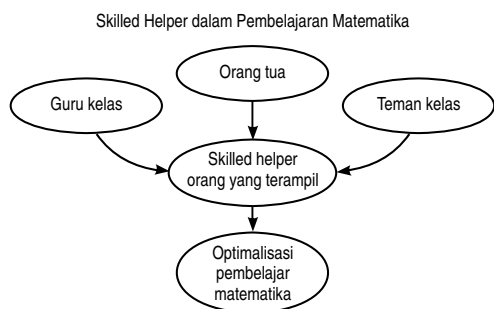 Skilled Helper dalam Pembelajaran Matematika
Orang tua
Guru kelas
Teman kelas
Skilled helper
orang yang terampil
Optimalisasi
pembelajar
matematika